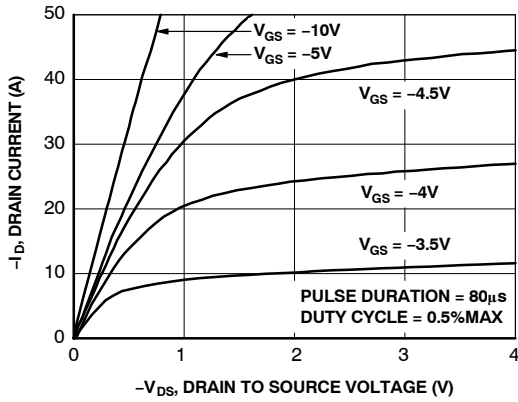 50
40
30
20
10
0
-I_D, DRAIN CURRENT (A)
V_GS = –10V
V_GS = –5V
V_GS = –4.5V
V_GS = –4V
V_GS = –3.5V
PULSE DURATION = 80µs
DUTY CYCLE = 0.5%MAX
0 1 2 3 4
-V_DS, DRAIN TO SOURCE VOLTAGE (V)